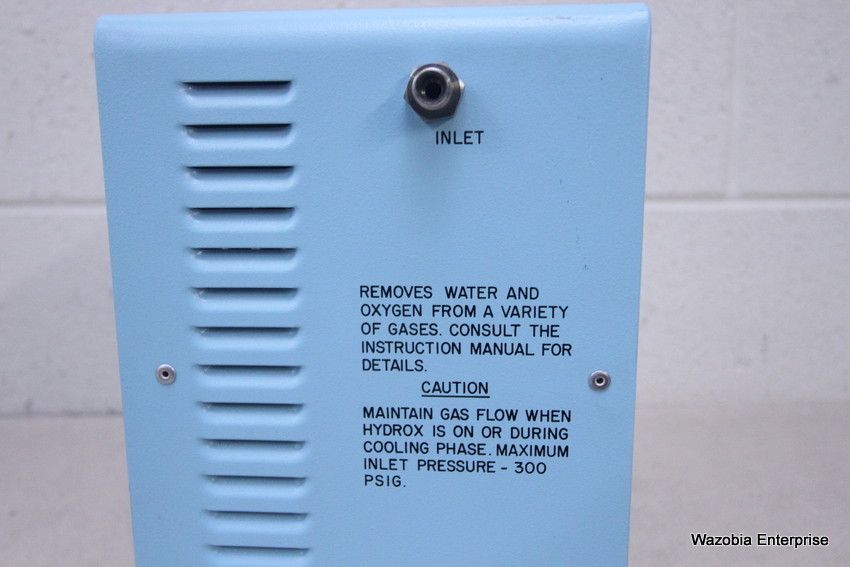 INLET
REMOVES WATER AND
OXYGEN FROM A VARIETY
OF GASES. CONSULT THE
INSTRUCTION MANUAL FOR
DETAILS.
CAUTION
MAINTAIN GAS FLOW WHEN
HYDROX IS ON OR DURING
COOLING PHASE. MAXIMUM
INLET PRESSURE - 300
PSIG.
Wazobia Enterprise